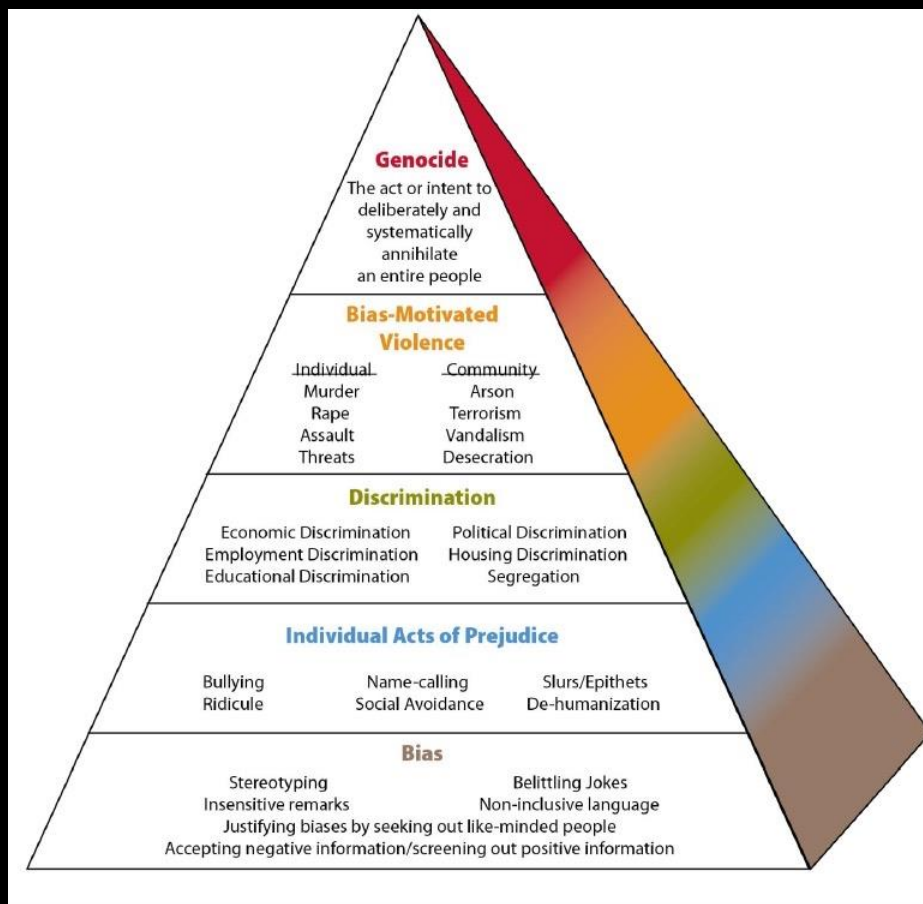 Genocide
The act or intent to
deliberately and
systematically
annihilate
an entire people
Bias-Motivated
Violence
Individual Community
Murder Arson
Rape Terrorism
Assault Vandalism
Threats Desecration
Discrimination
Economic Discrimination Political Discrimination
Employment Discrimination Housing Discrimination
Educational Discrimination Segregation
Individual Acts of Prejudice
Bullying Name-calling Slurs/Epithets
Ridicule Social Avoidance De-humanization
Bias
Stereotyping Belittling Jokes
Insensitive remarks Non-inclusive language
Justifying biases by seeking out like-minded people
Accepting negative information/screening out positive information